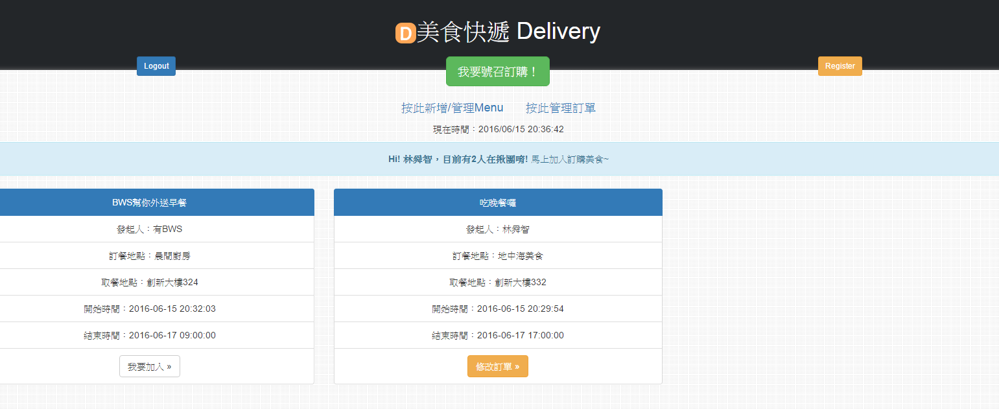 D美食快遞 Delivery
Logout
我要號召訂購！
Register
按此新增/管理Menu 按此管理訂單
現在時間：2016/06/15 20:36:42
Hi! 林舜智，目前有2人在揪團唷! 馬上加入訂購美食~
BWS幫你外送早餐
發起人：有BWS
訂餐地點：晨間廚房
取餐地點：創新大樓324
開始時間：2016-06-15 20:32:03
結束時間：2016-06-17 09:00:00
我要加入 »
吃晚餐囉
發起人：林舜智
訂餐地點：地中海美食
取餐地點：創新大樓332
開始時間：2016-06-15 20:29:54
結束時間：2016-06-17 17:00:00
修改訂單 »